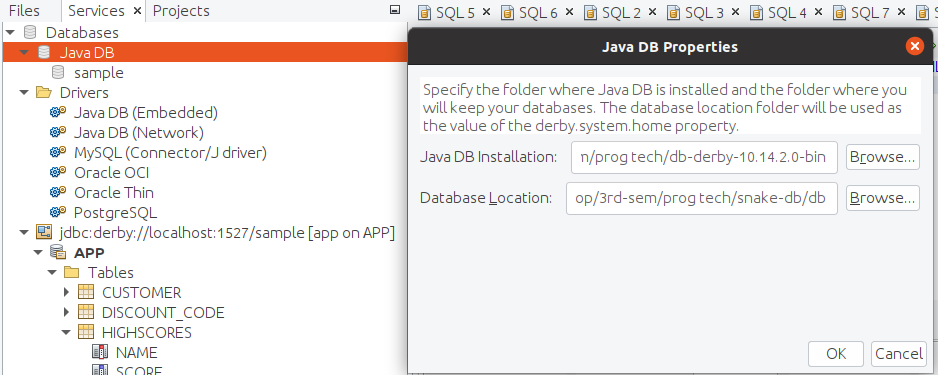 Files Services × Projects
SQL 5 × SQL 6 × SQL 2 × SQL 3 × SQL 4 × SQL 7 ×
Databases
Java DB
sample
Drivers
Java DB (Embedded)
Java DB (Network)
MySQL (Connector/J driver)
Oracle OCI
Oracle Thin
PostgreSQL
jdbc:derby://localhost:1527/sample [app on APP]
APP
Tables
CUSTOMER
DISCOUNT_CODE
HIGHSCORES
NAME
SCORE
Java DB Properties
Specify the folder where Java DB is installed and the folder where you
will keep your databases. The database location folder will be used as
the value of the derby.system.home property.
Java DB Installation: n/prog tech/db-derby-10.14.2.0-bin Browse...
Database Location: op/3rd-sem/prog tech/snake-db/db Browse...
OK Cancel